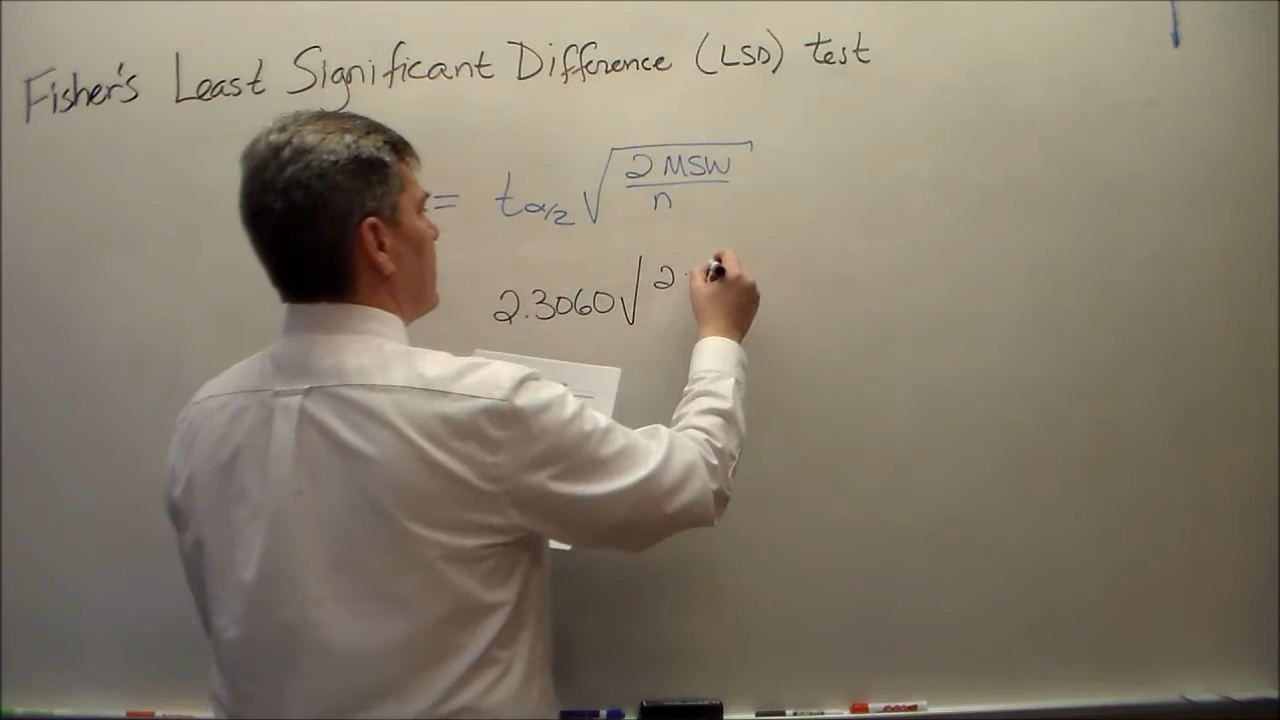 Fisher's Least Significant Difference (LSD) test
= tα/2 √(2 MSW/n)
2.3060√2